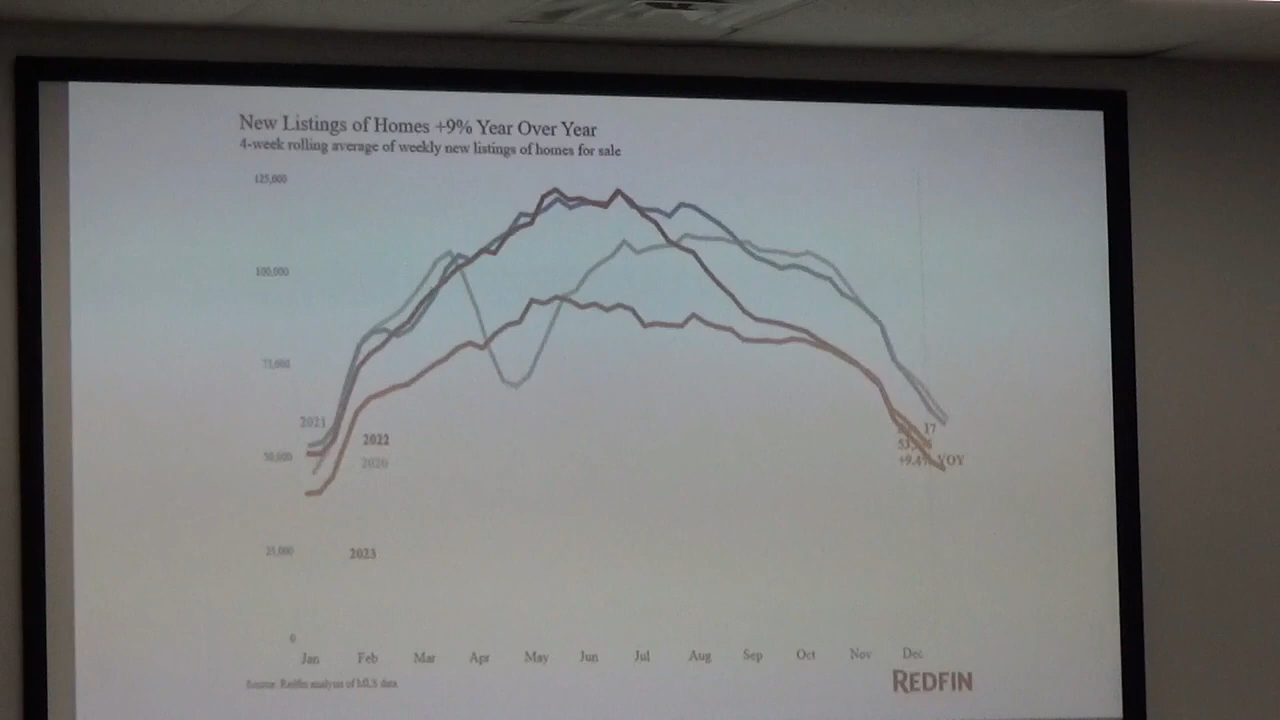 New Listings of Homes +9% Year Over Year
4-week rolling average of weekly new listings of homes for sale
125,000
100,000
50,000
25,000
0
2021
2022
2020
2023
17
+9.4% YOY
Jan Feb Mar Apr May Jun Jul Aug Sep Oct Nov Dec
Source: Redfin analysis of MLS data
REDFIN